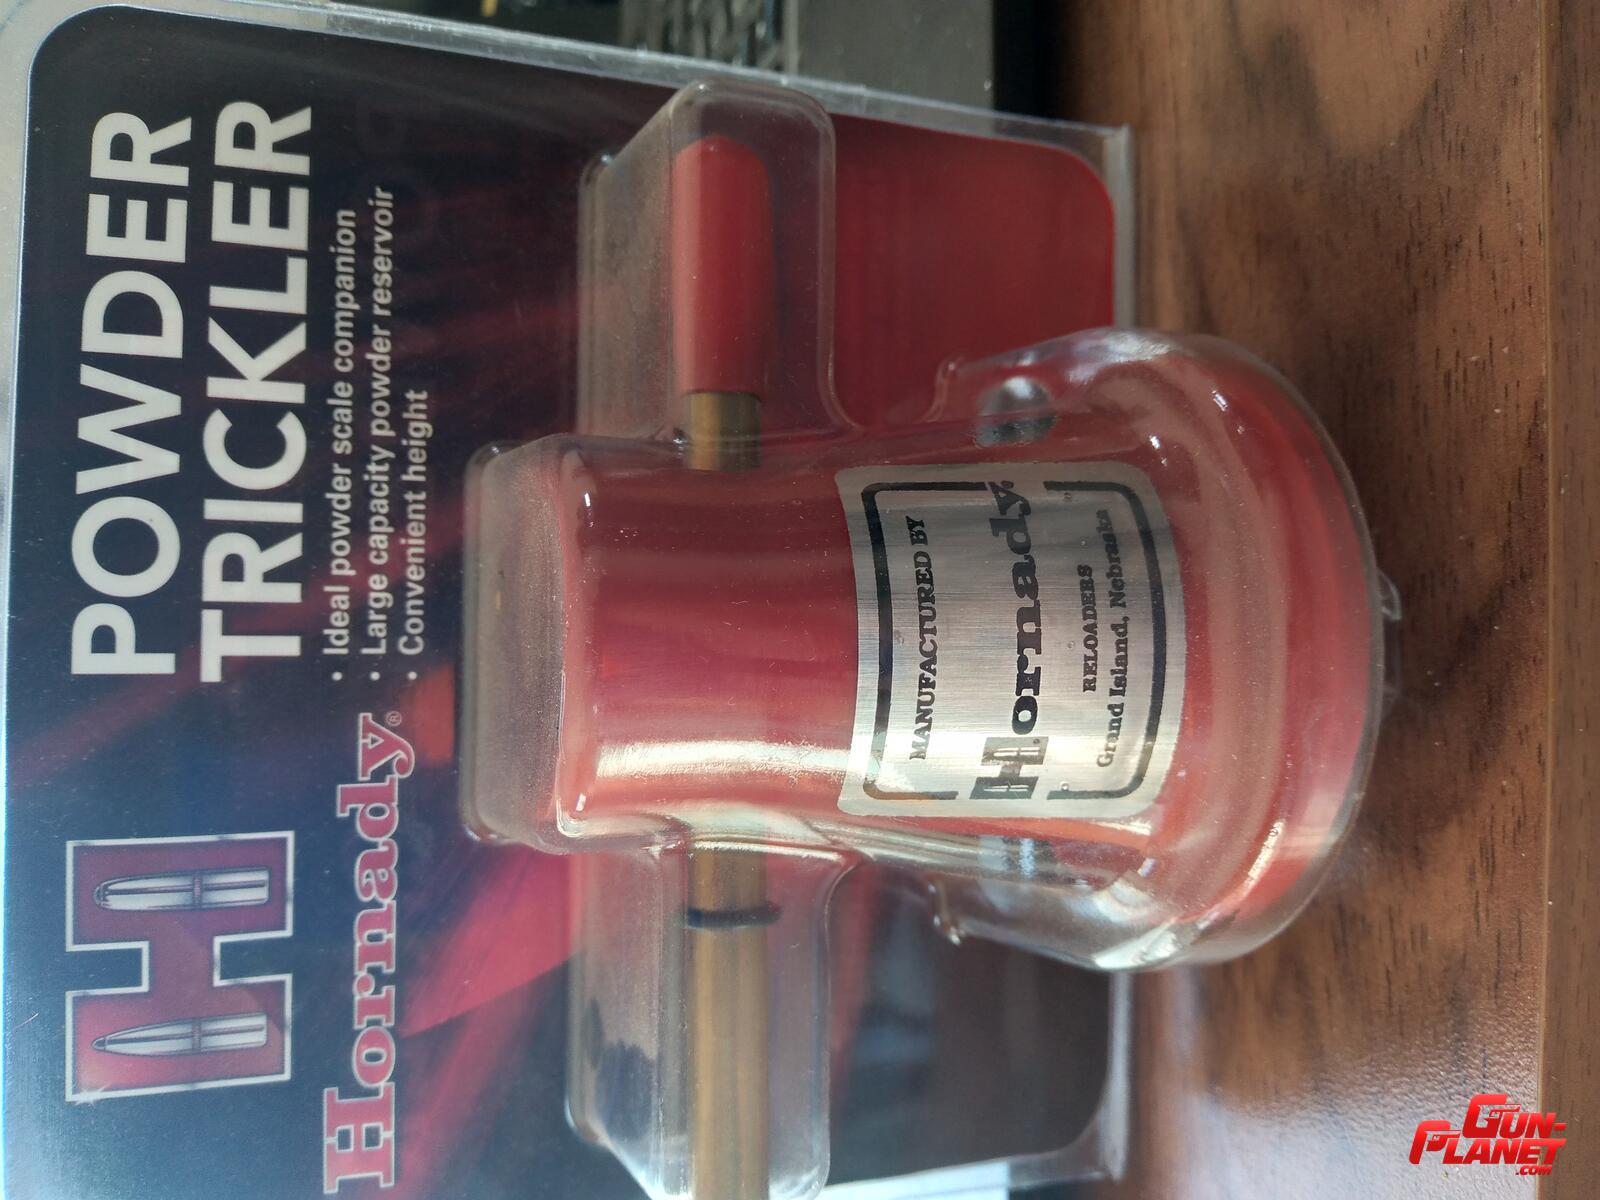 Hornady®
POWDER
TRICKLER
• Ideal powder scale companion
• Large capacity powder reservoir
• Convenient height
MANUFACTURED BY
Hornady
RELOADERS
Grand Island, Nebraska
GUN-
PLANET
.COM